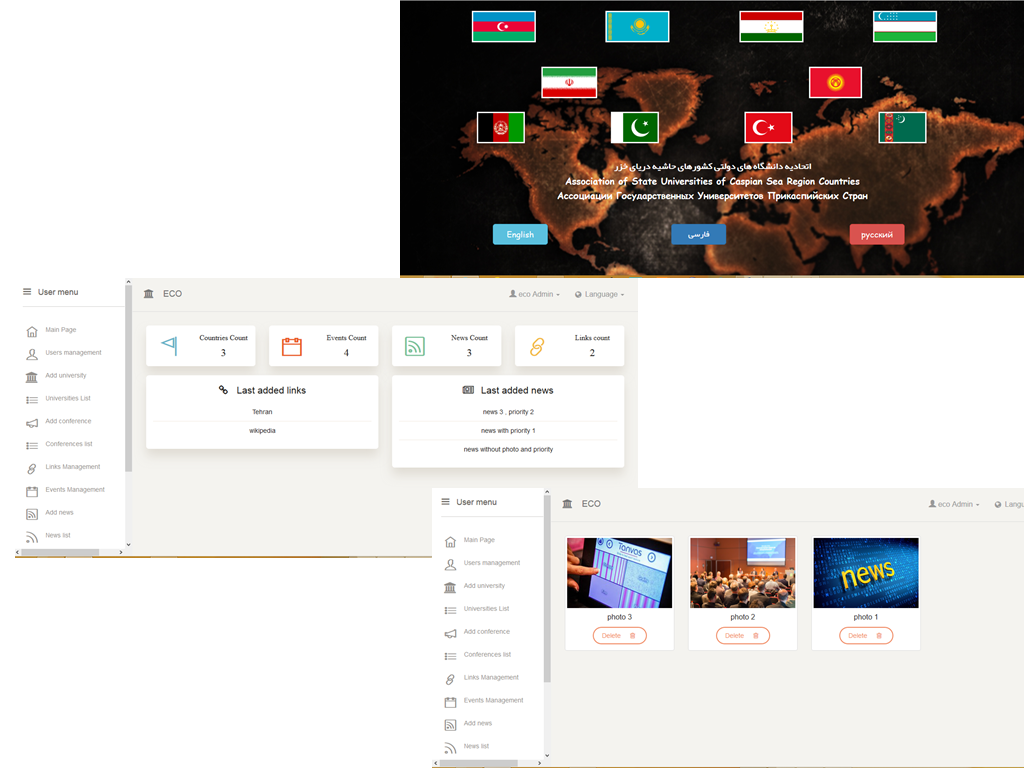 اتحادیه دانشگاه های دولتی کشورهای حاشیه دریای خزر
Association of State Universities of Caspian Sea Region Countries
Ассоциации Государственных Университетов Прикаспийских Стран
English
فارسی
русский
User menu
Main Page
Users management
Add university
Universities List
Add conference
Conferences list
Links Management
Events Management
Add news
News list
ECO
eco Admin
Language
Countries Count
3
Events Count
4
News Count
3
Links count
2
Last added links
Tehran
wikipedia
Last added news
news 3 , priority 2
news with priority 1
news without photo and priority
User menu
Main Page
Users management
Add university
Universities List
Add conference
Conferences list
Links Management
Events Management
Add news
News list
ECO
eco Admin
Langu
Tanvas
news
photo 3
photo 2
photo 1
Delete
Delete
Delete